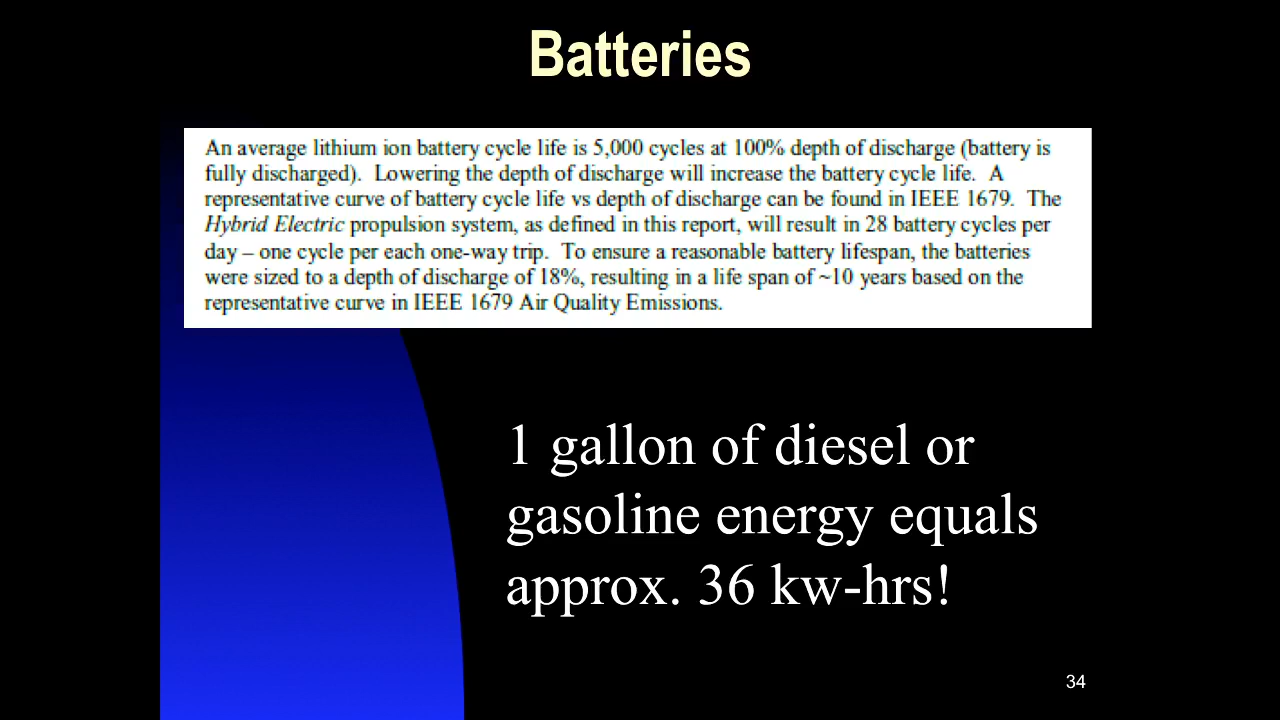 Batteries
An average lithium ion battery cycle life is 5,000 cycles at 100% depth of discharge (battery is
fully discharged). Lowering the depth of discharge will increase the battery cycle life. A
representative curve of battery cycle life vs depth of discharge can be found in IEEE 1679. The
Hybrid Electric propulsion system, as defined in this report, will result in 28 battery cycles per
day – one cycle per each one-way trip. To ensure a reasonable battery lifespan, the batteries
were sized to a depth of discharge of 18%, resulting in a life span of ~10 years based on the
representative curve in IEEE 1679 Air Quality Emissions.
1 gallon of diesel or
gasoline energy equals
approx. 36 kw-hrs!
34